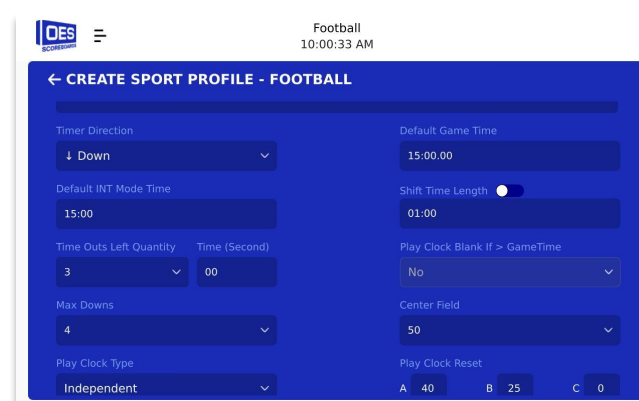 OES
SCOREBOARDS
Football
10:00:33 AM
← CREATE SPORT PROFILE - FOOTBALL
Timer Direction
Default Game Time
↓ Down
15:00.00
Default INT Mode Time
Shift Time Length
15:00
01:00
Time Outs Left Quantity Time (Second)
Play Clock Blank If > GameTime
3 00
No
Max Downs
Center Field
4
50
Play Clock Type
Play Clock Reset
Independent
A 40 B 25 C 0